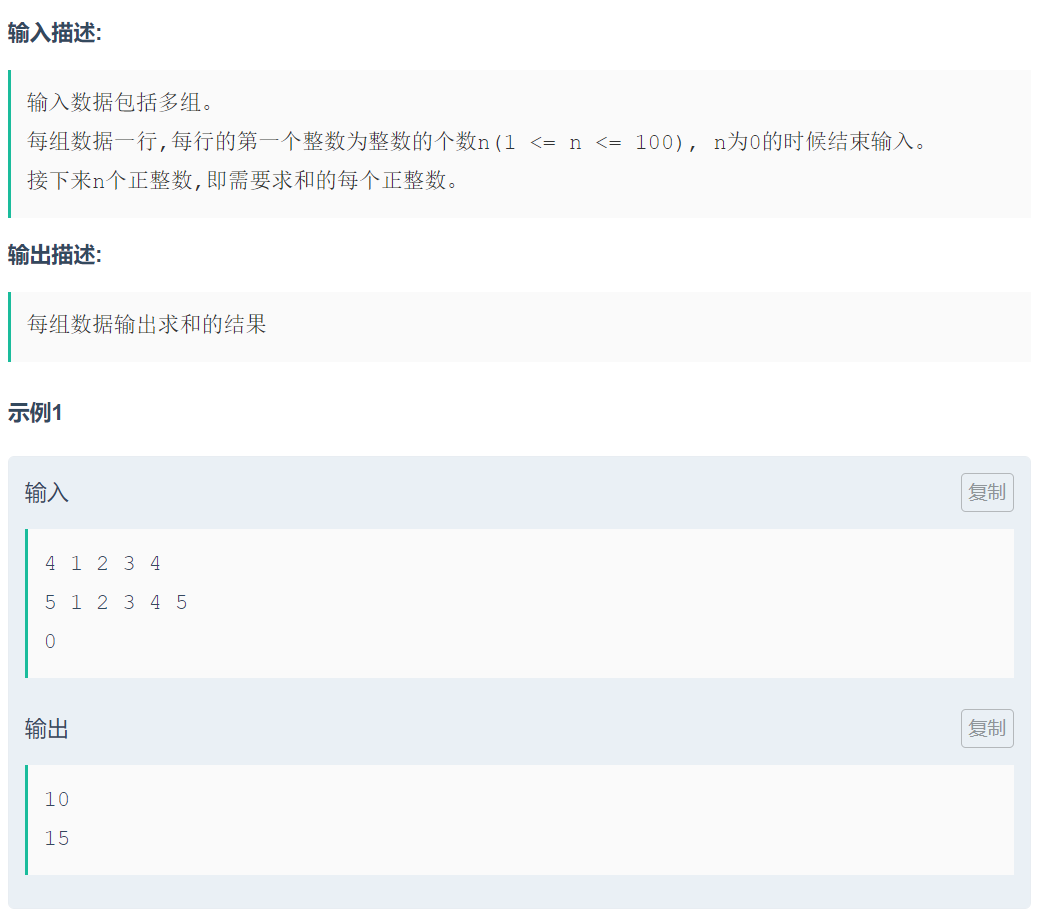 输入描述:
输入数据包括多组。
每组数据一行,每行的第一个整数为整数的个数n(1 <= n <= 100), n为0的时候结束输入。
接下来n个正整数,即需要求和的每个正整数。
输出描述:
每组数据输出求和的结果
示例1
输入
复制
4 1 2 3 4
5 1 2 3 4 5
0
输出
复制
10
15